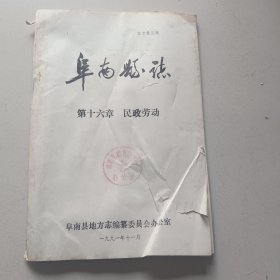 阜南县志
第十六章 民政劳动
阜南县地方志编纂委员会办公室
一九九一年十一月